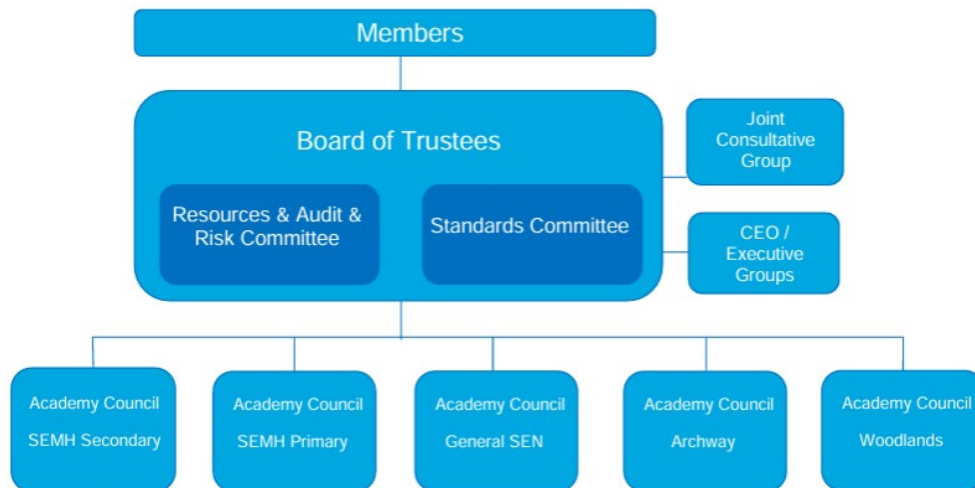 Members
Board of Trustees
Joint
Consultative
Group
Resources & Audit &
Risk Committee
Standards Committee
CEO /
Executive
Groups
Academy Council
SEMH Secondary
Academy Council
SEMH Primary
Academy Council
General SEN
Academy Council
Archway
Academy Council
Woodlands